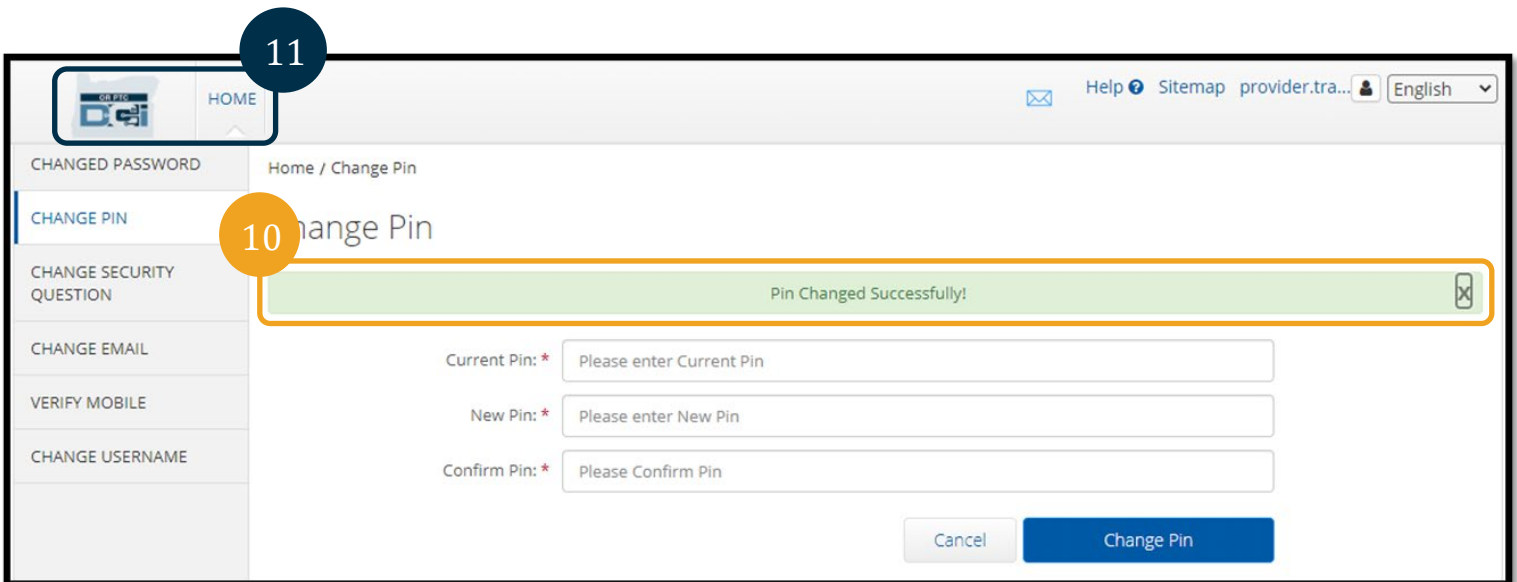 11
OR PTC
DCI
HOME
Help ? Sitemap provider.tra... English
CHANGED PASSWORD
Home / Change Pin
CHANGE PIN
10
hange Pin
CHANGE SECURITY
QUESTION
Pin Changed Successfully!
X
CHANGE EMAIL
Current Pin: * Please enter Current Pin
VERIFY MOBILE
New Pin: * Please enter New Pin
CHANGE USERNAME
Confirm Pin: * Please Confirm Pin
Cancel Change Pin